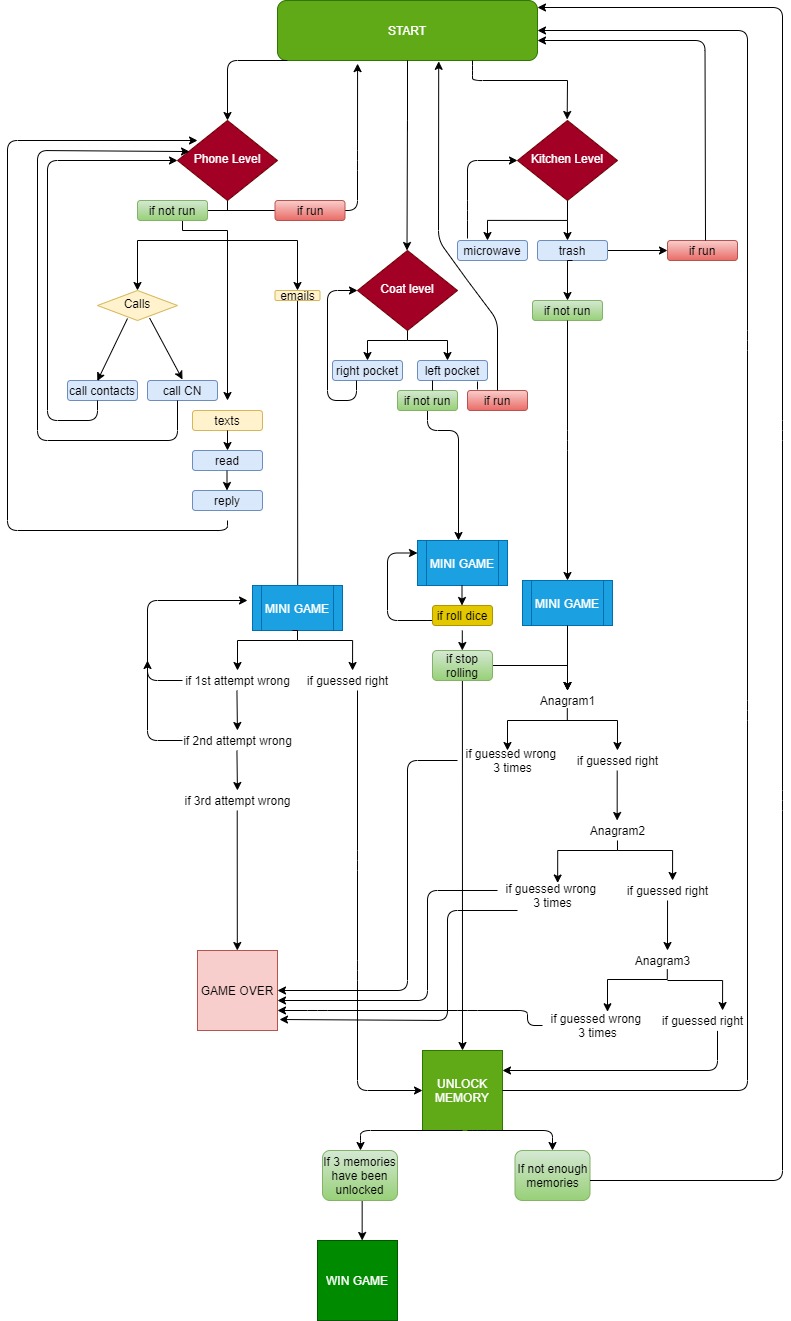 START
Phone Level
Kitchen Level
if not run
if run
microwave
trash
if run
Coat level
Calls
emails
if not run
right pocket
left pocket
call contacts
call CN
if not run
if run
texts
read
reply
MINI GAME
MINI GAME
MINI GAME
if roll dice
if stop
rolling
if 1st attempt wrong
if guessed right
Anagram1
if 2nd attempt wrong
if guessed wrong
3 times
if guessed right
if 3rd attempt wrong
Anagram2
if guessed wrong
3 times
if guessed right
Anagram3
GAME OVER
if guessed wrong
3 times
if guessed right
UNLOCK
MEMORY
If 3 memories
have been
unlocked
If not enough
memories
WIN GAME